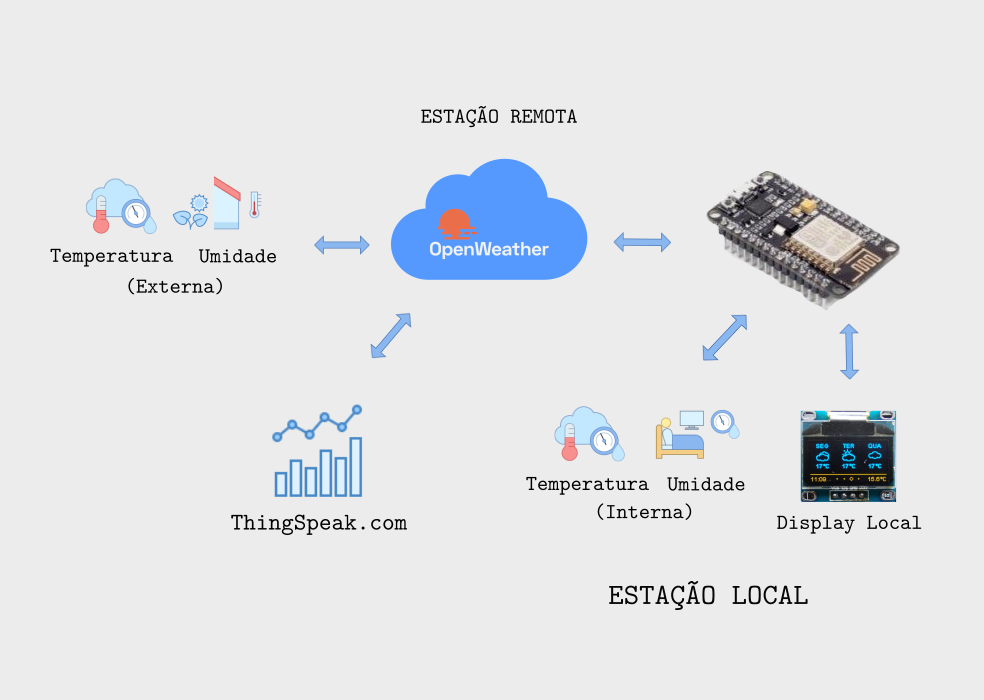 ESTAÇÃO REMOTA
OpenWeather
Temperatura Umidade
(Externa)
ThingSpeak.com
Temperatura Umidade
(Interna)
SEG TER QUA
17°C 17°C 17°C
11:09 15.6°C
Display Local
ESTAÇÃO LOCAL